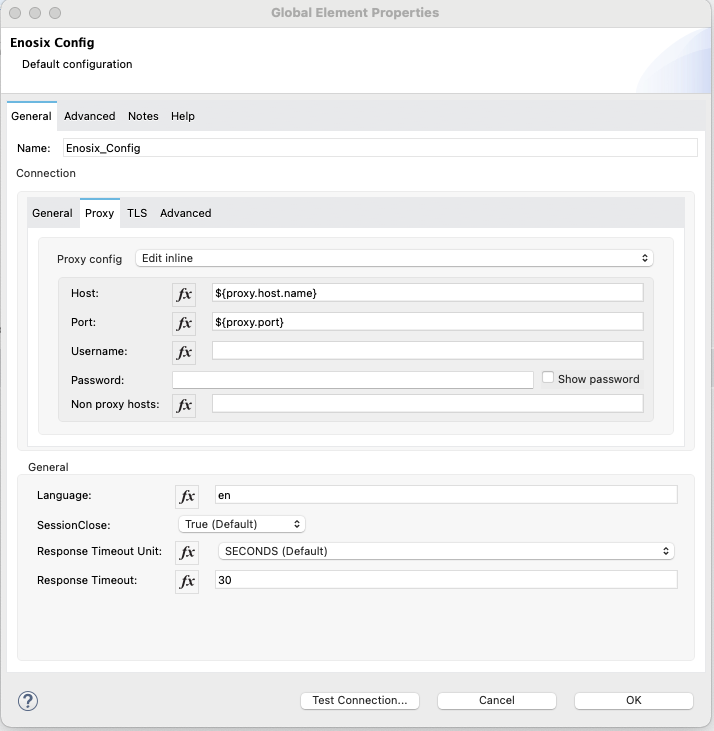 Global Element Properties
Enosix Config
Default configuration
General Advanced Notes Help
Name: Enosix_Config
Connection
General Proxy TLS Advanced
Proxy config Edit inline
Host: fx ${proxy.host.name}
Port: fx ${proxy.port}
Username: fx
Password: Show password
Non proxy hosts: fx
General
Language: fx en
SessionClose: True (Default)
Response Timeout Unit: fx SECONDS (Default)
Response Timeout: fx 30
? Test Connection... Cancel OK